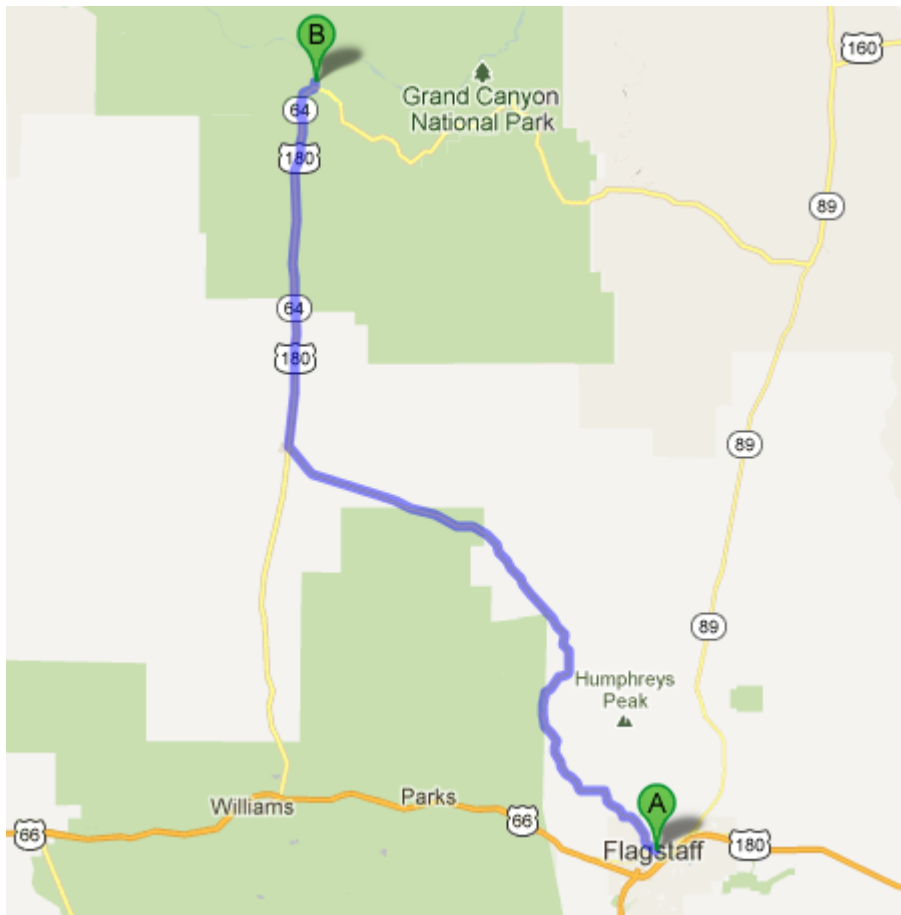 B
160
Grand Canyon
National Park
64
180
89
64
180
89
89
Humphreys
Peak
Williams
Parks
A
66
66
Flagstaff
180